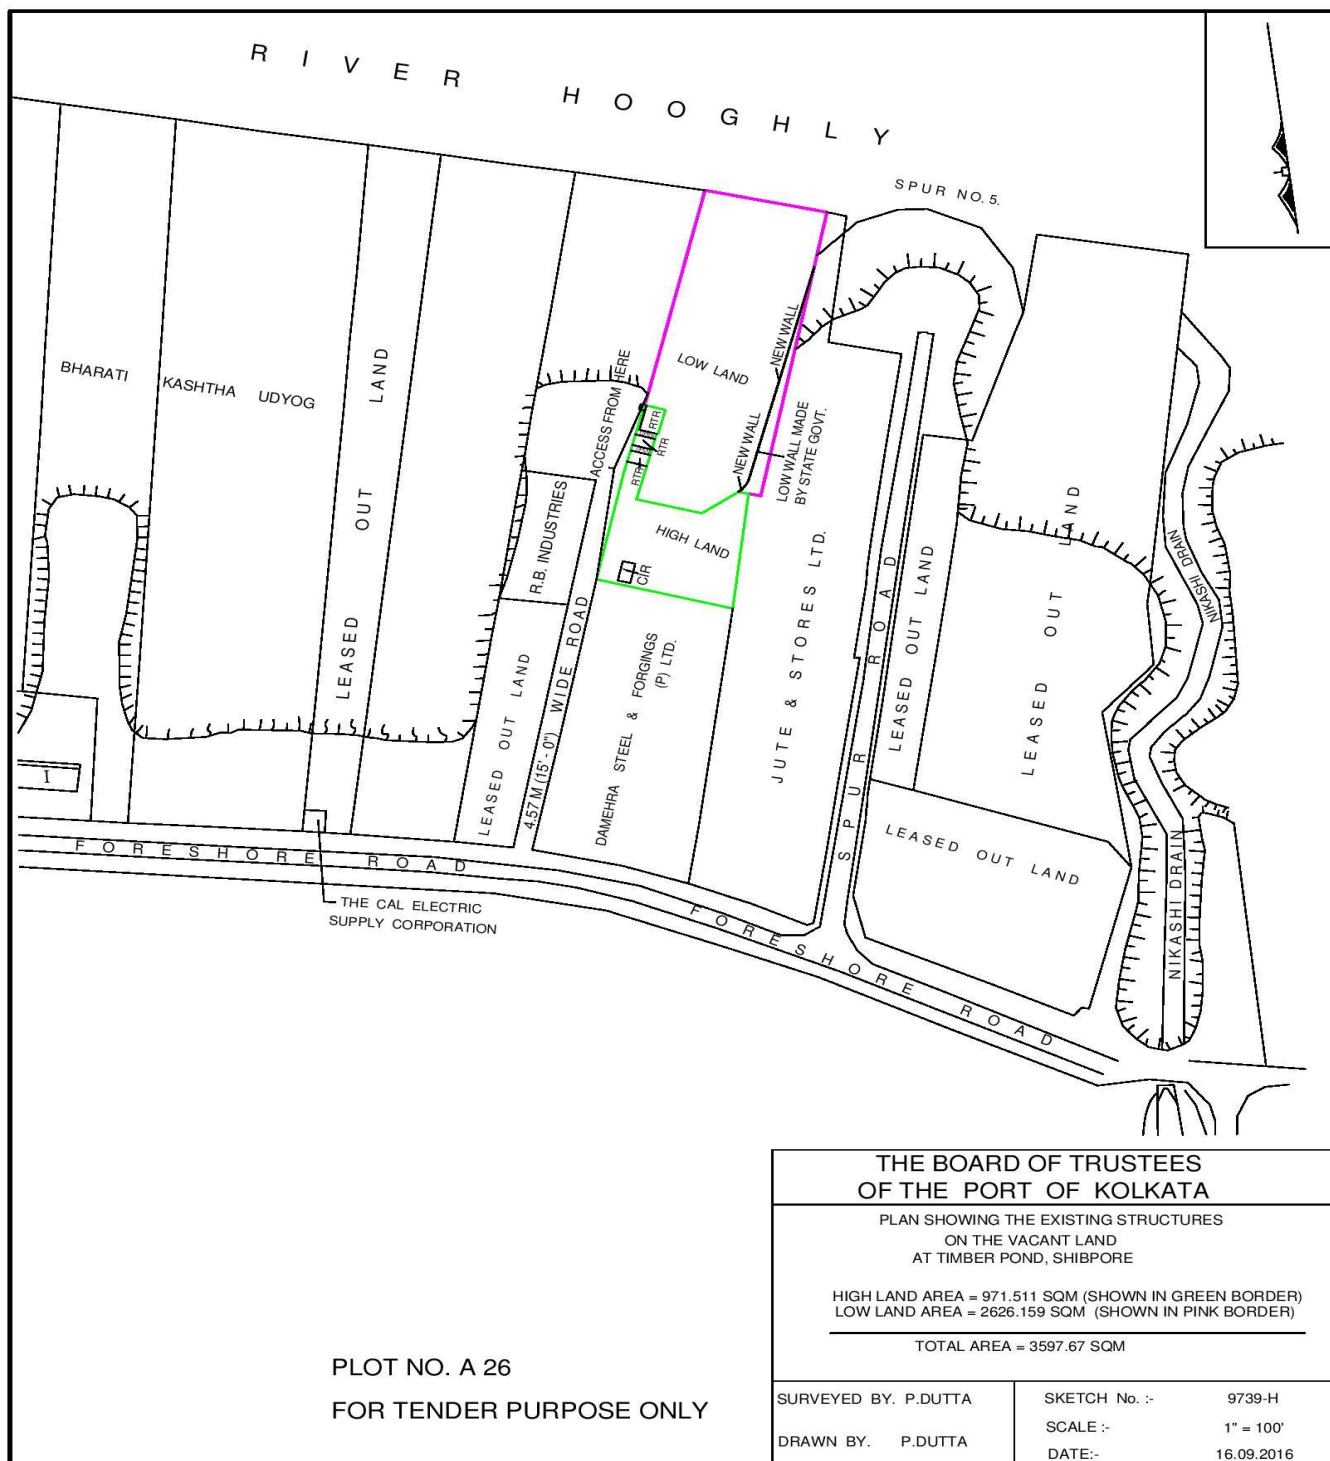 RIVER HOOGHLY
SPUR NO. 5.
BHARATI KASHTHA UDYOG
LEASED OUT LAND
ACCESS FROM HERE
LOW LAND
NEW WALL
NEW WALL
LOW WALL MADE
BY STATE GOVT.
RTR
RTR
RTR
HIGH LAND
C/R
R.B. INDUSTRIES
LEASED OUT LAND
4.57 M (15' - 0") WIDE ROAD
DAMEHRA STEEL & FORGINGS
(P) LTD.
JUTE & STORES LTD.
SPUR ROAD
LEASED OUT LAND
LEASED OUT LAND
LEASED OUT LAND
NIKASHI DRAIN
NIKASHI DRAIN
NIKASHI DRAIN
I
FORESHORE ROAD
THE CAL ELECTRIC
SUPPLY CORPORATION
FORESHORE ROAD
THE BOARD OF TRUSTEES
OF THE PORT OF KOLKATA
PLAN SHOWING THE EXISTING STRUCTURES
ON THE VACANT LAND
AT TIMBER POND, SHIBPORE
HIGH LAND AREA = 971.511 SQM (SHOWN IN GREEN BORDER)
LOW LAND AREA = 2626.159 SQM (SHOWN IN PINK BORDER)
TOTAL AREA = 3597.67 SQM
PLOT NO. A 26
FOR TENDER PURPOSE ONLY
SURVEYED BY. P.DUTTA
DRAWN BY. P.DUTTA
SKETCH No. :- 9739-H
SCALE :- 1" = 100'
DATE:- 16.09.2016